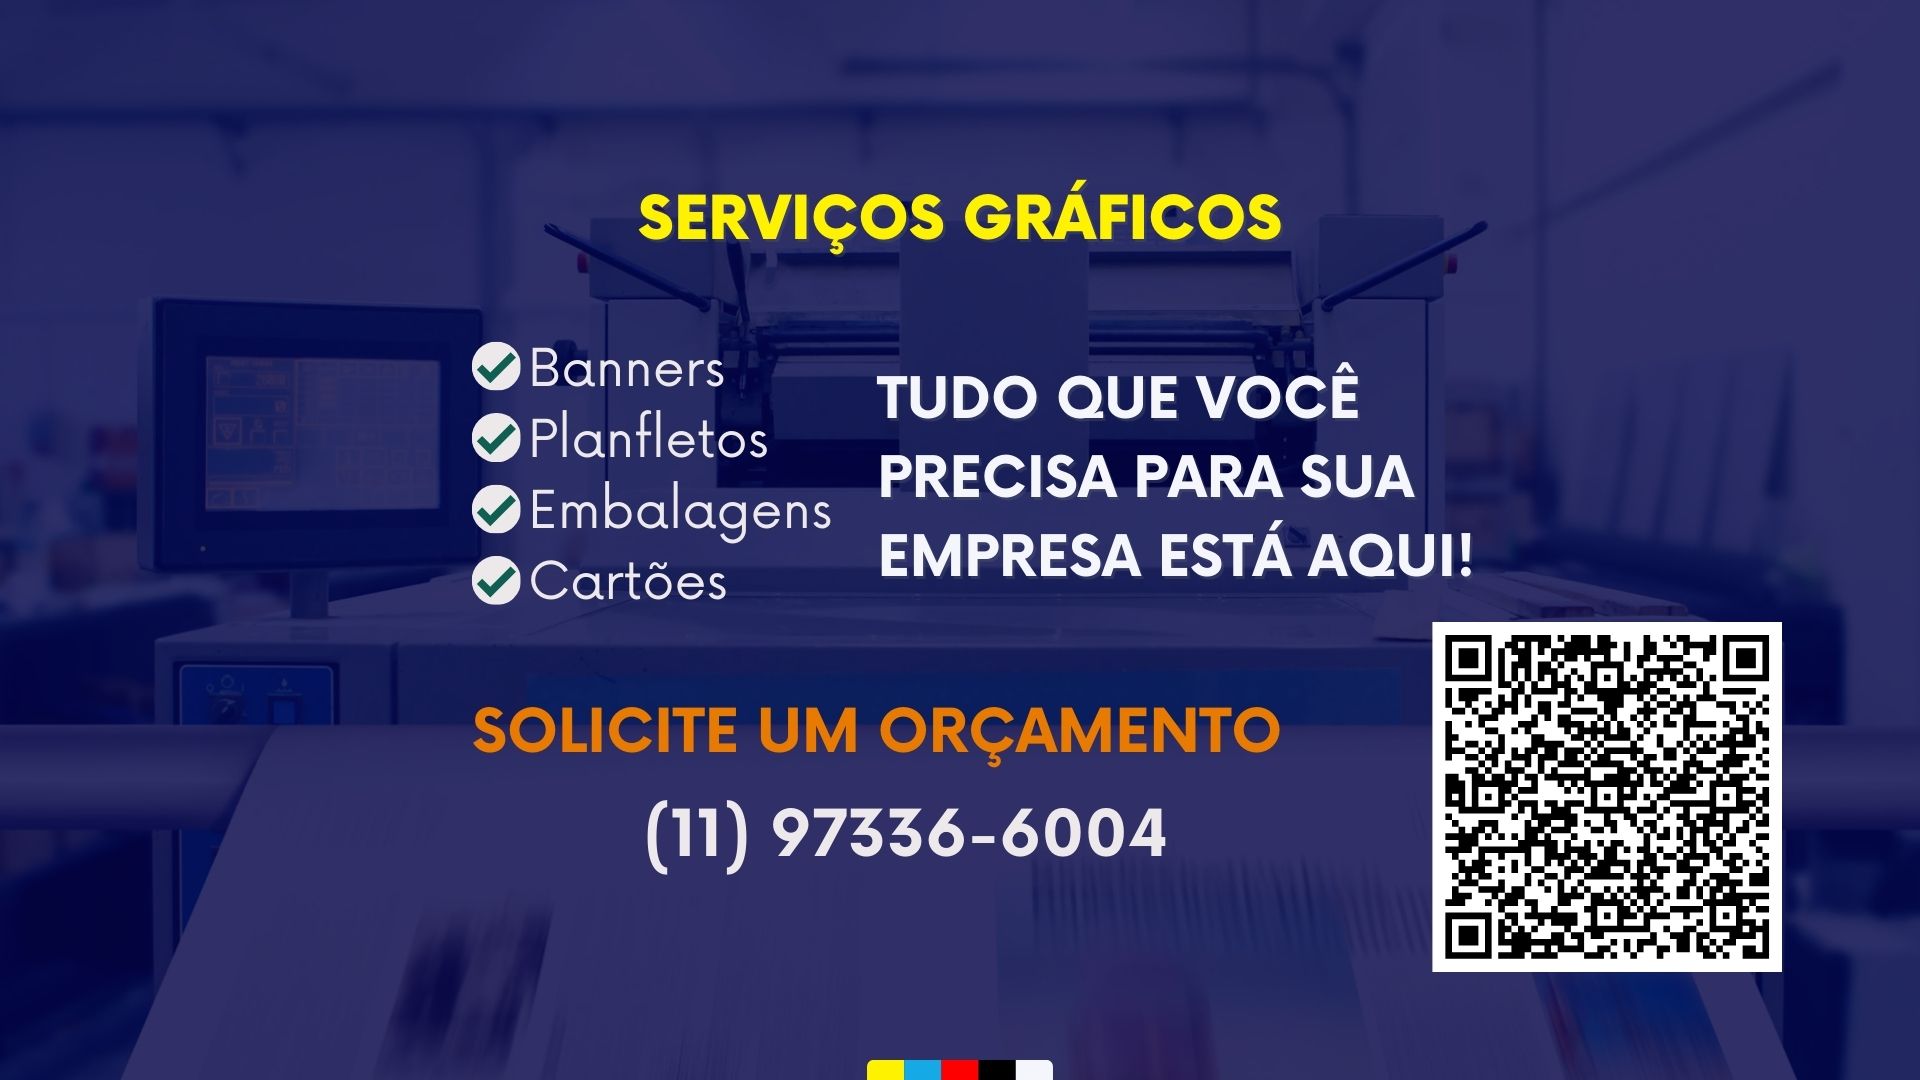 SERVIÇOS GRÁFICOS
Banners
Planfletos
Embalagens
Cartões
TUDO QUE VOCÊ
PRECISA PARA SUA
EMPRESA ESTÁ AQUI!
SOLICITE UM ORÇAMENTO
(11) 97336-6004